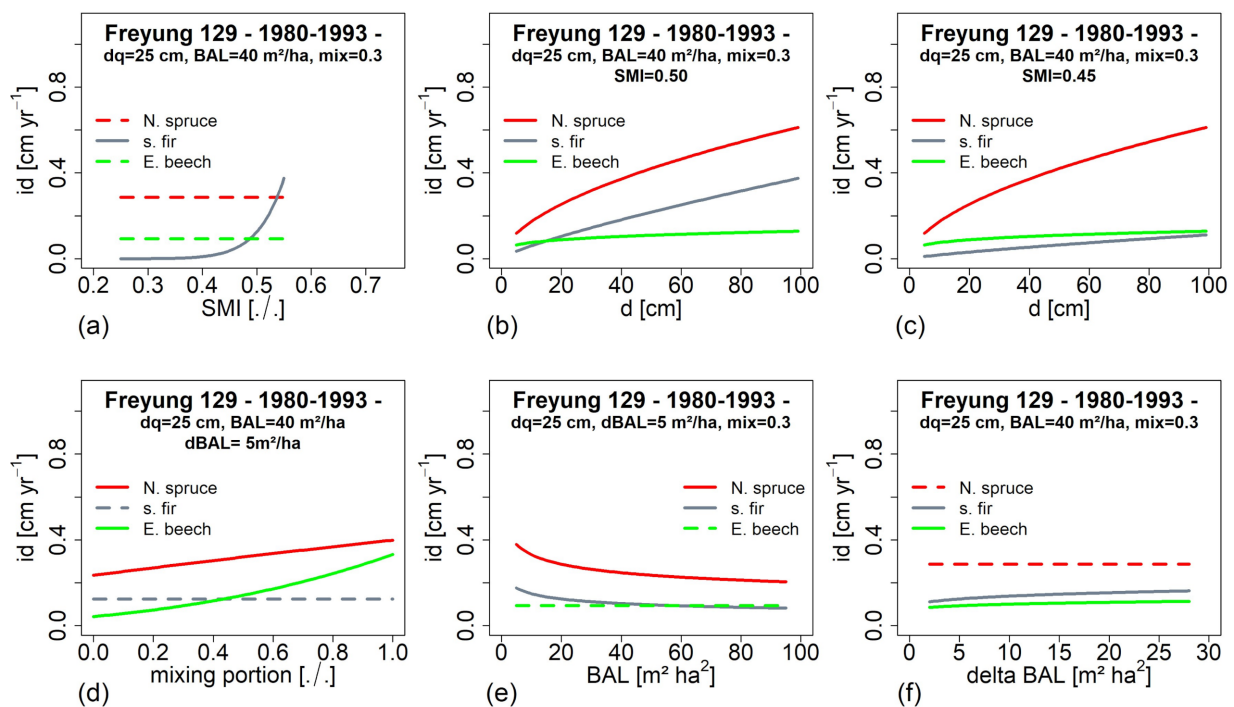 Freyung 129 - 1980-1993 -
dq=25 cm, BAL=40 m²/ha, mix=0.3
N. spruce
s. fir
E. beech
id [cm yr⁻¹]
0.0 0.4 0.8
0.2 0.3 0.4 0.5 0.6 0.7
SMI [./.]
(a)
Freyung 129 - 1980-1993 -
dq=25 cm, BAL=40 m²/ha, mix=0.3
SMI=0.50
N. spruce
s. fir
E. beech
id [cm yr⁻¹]
0.0 0.4 0.8
0 20 40 60 80 100
d [cm]
(b)
Freyung 129 - 1980-1993 -
dq=25 cm, BAL=40 m²/ha, mix=0.3
SMI=0.45
N. spruce
s. fir
E. beech
id [cm yr⁻¹]
0.0 0.4 0.8
0 20 40 60 80 100
d [cm]
(c)
Freyung 129 - 1980-1993 -
dq=25 cm, BAL=40 m²/ha
dBAL= 5m²/ha
N. spruce
s. fir
E. beech
id [cm yr⁻¹]
0.0 0.4 0.8
0.0 0.2 0.4 0.6 0.8 1.0
mixing portion [./.]
(d)
Freyung 129 - 1980-1993 -
dq=25 cm, dBAL=5 m²/ha, mix=0.3
N. spruce
s. fir
E. beech
id [cm yr⁻¹]
0.0 0.4 0.8
0 20 40 60 80 100
BAL [m² ha²]
(e)
Freyung 129 - 1980-1993 -
dq=25 cm, BAL=40 m²/ha, mix=0.3
N. spruce
s. fir
E. beech
id [cm yr⁻¹]
0.0 0.4 0.8
0 5 10 15 20 25 30
delta BAL [m² ha²]
(f)